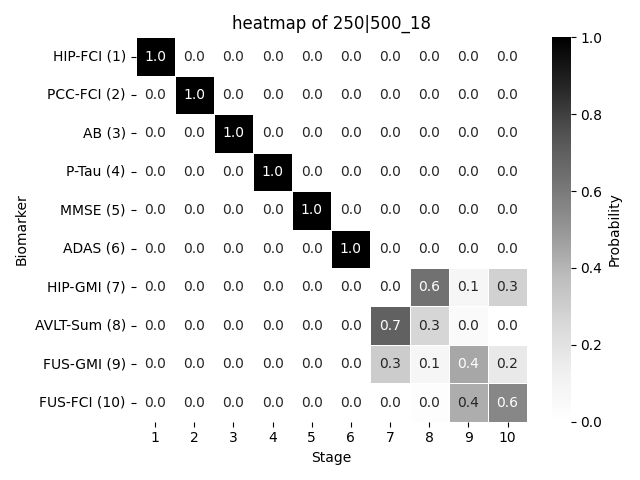 heatmap of 250|500_18
HIP-FCI (1) 1.0 0.0 0.0 0.0 0.0 0.0 0.0 0.0 0.0 0.0
PCC-FCI (2) 0.0 1.0 0.0 0.0 0.0 0.0 0.0 0.0 0.0 0.0
AB (3) 0.0 0.0 1.0 0.0 0.0 0.0 0.0 0.0 0.0 0.0
P-Tau (4) 0.0 0.0 0.0 1.0 0.0 0.0 0.0 0.0 0.0 0.0
MMSE (5) 0.0 0.0 0.0 0.0 1.0 0.0 0.0 0.0 0.0 0.0
ADAS (6) 0.0 0.0 0.0 0.0 0.0 1.0 0.0 0.0 0.0 0.0
HIP-GMI (7) 0.0 0.0 0.0 0.0 0.0 0.0 0.0 0.6 0.1 0.3
AVLT-Sum (8) 0.0 0.0 0.0 0.0 0.0 0.0 0.7 0.3 0.0 0.0
FUS-GMI (9) 0.0 0.0 0.0 0.0 0.0 0.0 0.3 0.1 0.4 0.2
FUS-FCI (10) 0.0 0.0 0.0 0.0 0.0 0.0 0.0 0.0 0.4 0.6
1 2 3 4 5 6 7 8 9 10
Stage
Biomarker
1.0
0.8
0.6
0.4
0.2
0.0
Probability